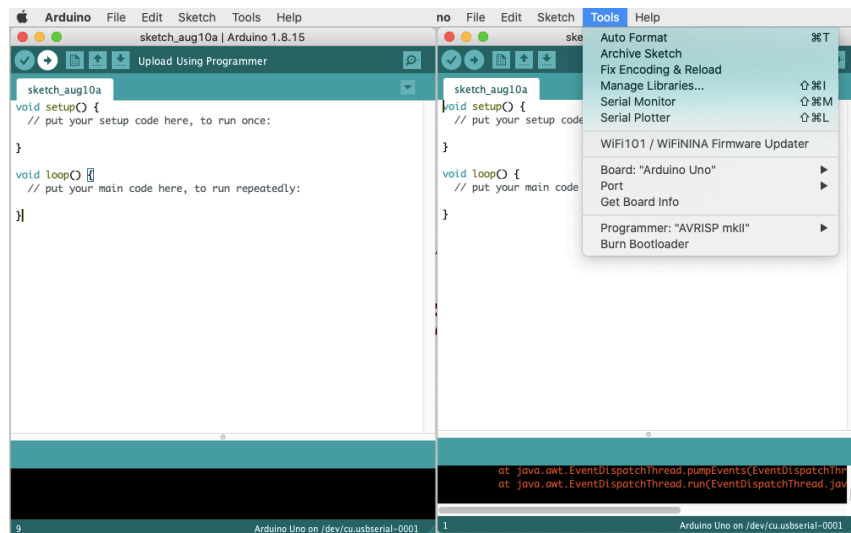 Arduino File Edit Sketch Tools Help
sketch_aug10a | Arduino 1.8.15
Upload Using Programmer
sketch_aug10a
void setup() {
// put your setup code here, to run once:
}
void loop() {
// put your main code here, to run repeatedly:
}
9
Arduino Uno on /dev/cu.usbserial-0001
no File Edit Sketch Tools Help
ske
sketch_aug10a
void setup() {
// put your setup code
}
void loop() {
// put your main code
}
Auto Format ⌘T
Archive Sketch
Fix Encoding & Reload
Manage Libraries... ⇧⌘I
Serial Monitor ⇧⌘M
Serial Plotter ⇧⌘L
WiFi101 / WiFiNINA Firmware Updater
Board: "Arduino Uno"
Port
Get Board Info
Programmer: "AVRISP mkII"
Burn Bootloader
at java.awt.EventDispatchThread.pumpEvents(EventDispatchThr
at java.awt.EventDispatchThread.run(EventDispatchThread.jav
1
Arduino Uno on /dev/cu.usbserial-0001